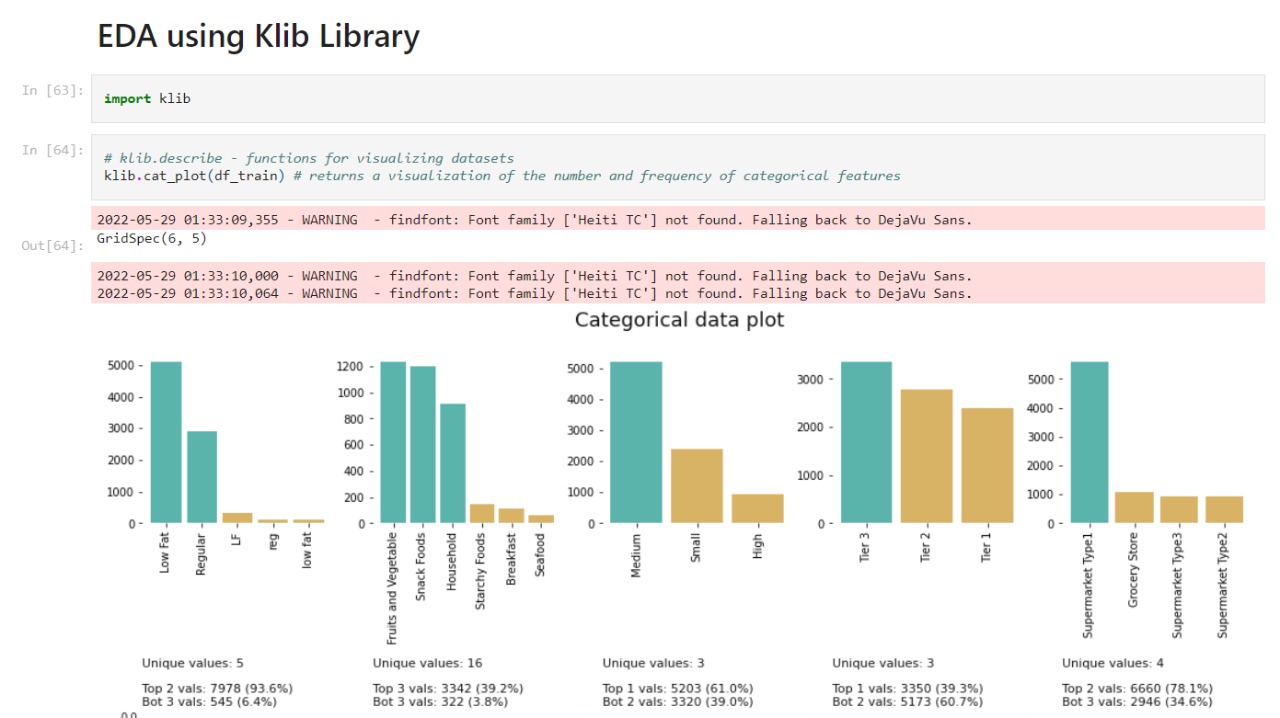 EDA using Klib Library
In [63]:
import klib
In [64]:
# klib.describe - functions for visualizing datasets
klib.cat_plot(df_train) # returns a visualization of the number and frequency of categorical features
2022-05-29 01:33:09,355 - WARNING  - findfont: Font family ['Heiti TC'] not found. Falling back to DejaVu Sans.
Out[64]:
GridSpec(6, 5)
2022-05-29 01:33:10,000 - WARNING  - findfont: Font family ['Heiti TC'] not found. Falling back to DejaVu Sans.
2022-05-29 01:33:10,064 - WARNING  - findfont: Font family ['Heiti TC'] not found. Falling back to DejaVu Sans.
Categorical data plot
5000
4000
3000
2000
1000
0
Low Fat
Regular
LF
reg
low fat
Unique values: 5
Top 2 vals: 7978 (93.6%)
Bot 3 vals: 545 (6.4%)
1200
1000
800
600
400
200
0
Fruits and Vegetable
Snack Foods
Household
Starchy Foods
Breakfast
Seafood
Unique values: 16
Top 3 vals: 3342 (39.2%)
Bot 3 vals: 322 (3.8%)
5000
4000
3000
2000
1000
0
Medium
Small
High
Unique values: 3
Top 1 vals: 5203 (61.0%)
Bot 2 vals: 3320 (39.0%)
3000
2000
1000
0
Tier 3
Tier 2
Tier 1
Unique values: 3
Top 1 vals: 3350 (39.3%)
Bot 2 vals: 5173 (60.7%)
5000
4000
3000
2000
1000
0
Supermarket Type1
Grocery Store
Supermarket Type3
Supermarket Type2
Unique values: 4
Top 2 vals: 6660 (78.1%)
Bot 3 vals: 2946 (34.6%)
0.0